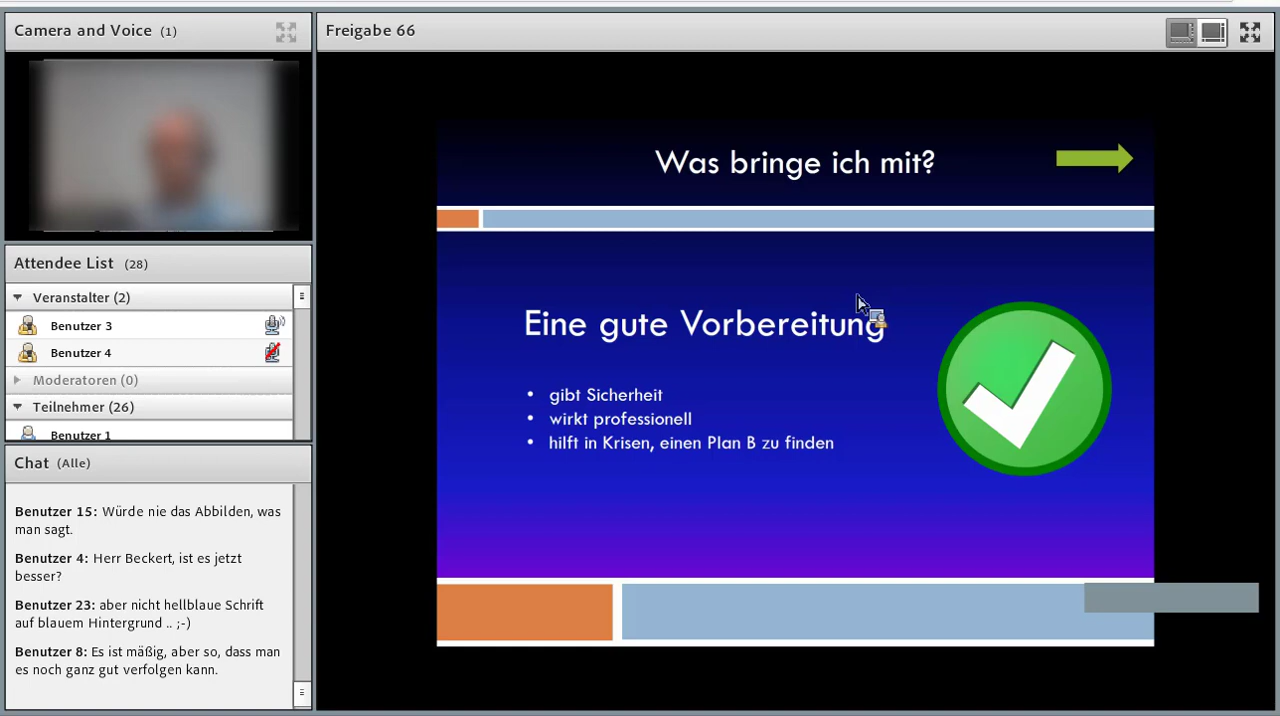 Camera and Voice (1)
Freigabe 66
Attendee List (28)
Veranstalter (2)
Benutzer 3
Benutzer 4
Moderatoren (0)
Teilnehmer (26)
Benutzer 1
Chat (Alle)
Benutzer 15: Würde nie das Abbilden, was
man sagt.
Benutzer 4: Herr Beckert, ist es jetzt
besser?
Benutzer 23: aber nicht hellblaue Schrift
auf blauem Hintergrund .. ;-)
Benutzer 8: Es ist mäßig, aber so, dass man
es noch ganz gut verfolgen kann.
Was bringe ich mit?
Eine gute Vorbereitung
• gibt Sicherheit
• wirkt professionell
• hilft in Krisen, einen Plan B zu finden